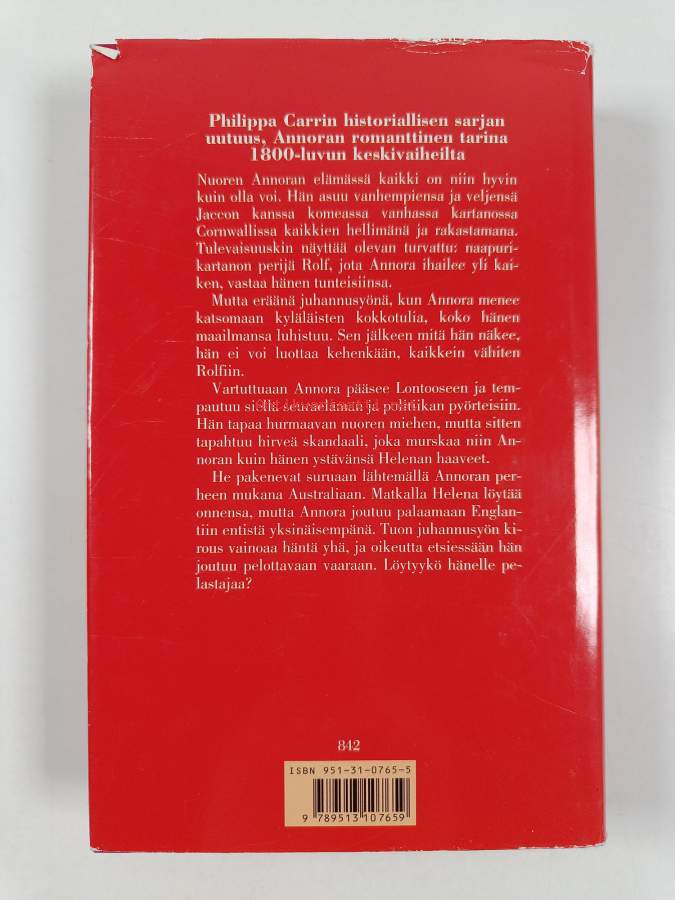 Philippa Carrin historiallisen sarjan
uutuus, Annoran romanttinen tarina
1800-luvun keskivaiheilta
Nuoren Annoran elämässä kaikki on niin hyvin
kuin olla voi. Hän asuu vanhempiensa ja veljensä
Jaccon kanssa komeassa vanhassa kartanossa
Cornwallissa kaikkien hellimänä ja rakastamana.
Tulevaisuuskin näyttää olevan turvattu: naapuri-
kartanon perijä Rolf, jota Annora ihailee yli kai-
ken, vastaa hänen tunteisiinsa.
Mutta eräänä juhannusyönä, kun Annora menee
katsomaan kyläläisten kokkotulia, koko hänen
maailmansa luhistuu. Sen jälkeen mitä hän näkee,
hän ei voi luottaa kehenkään, kaikkein vähiten
Rolfiin.
Vartuttuaan Annora pääsee Lontooseen ja tem-
pautuu siellä seuraelämän ja politiikan pyörteisiin.
Hän tapaa hurmaavan nuoren miehen, mutta sitten
tapahtuu hirveä skandaali, joka murskaa niin An-
noran kuin hänen ystävänsä Helenan haaveet.
He pakenevat suruaan lähtemällä Annoran per-
heen mukana Australiaan. Matkalla Helena löytää
onnensa, mutta Annora joutuu palaamaan Englan-
tiin entistä yksinäisempänä. Tuon juhannusyön ki-
rous vainoaa häntä yhä, ja oikeutta etsiessään hän
joutuu pelottavaan vaaraan. Löytyykö hänelle pe-
lastajaa?
842
ISBN 951-31-0765-5
9 789513 107659